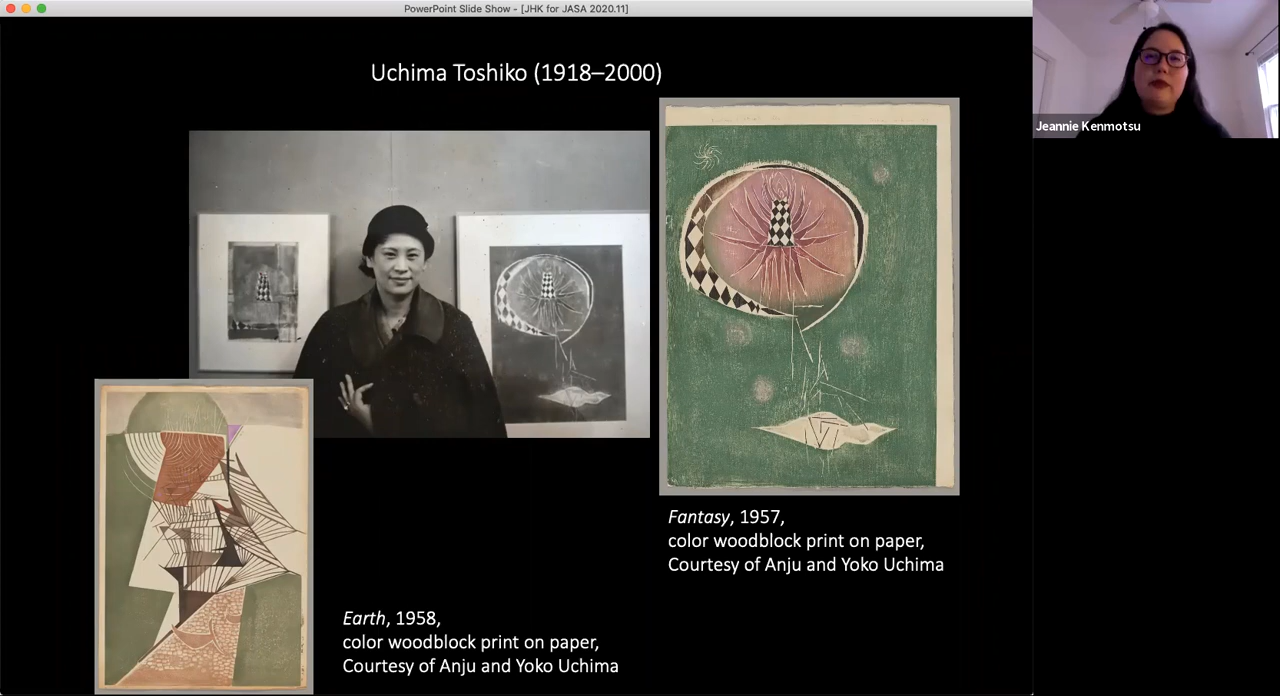 PowerPoint Slide Show - [JHK for JASA 2020.11]
Uchima Toshiko (1918–2000)
Jeannie Kenmotsu
Fantasy, 1957,
color woodblock print on paper,
Courtesy of Anju and Yoko Uchima
Earth, 1958,
color woodblock print on paper,
Courtesy of Anju and Yoko Uchima